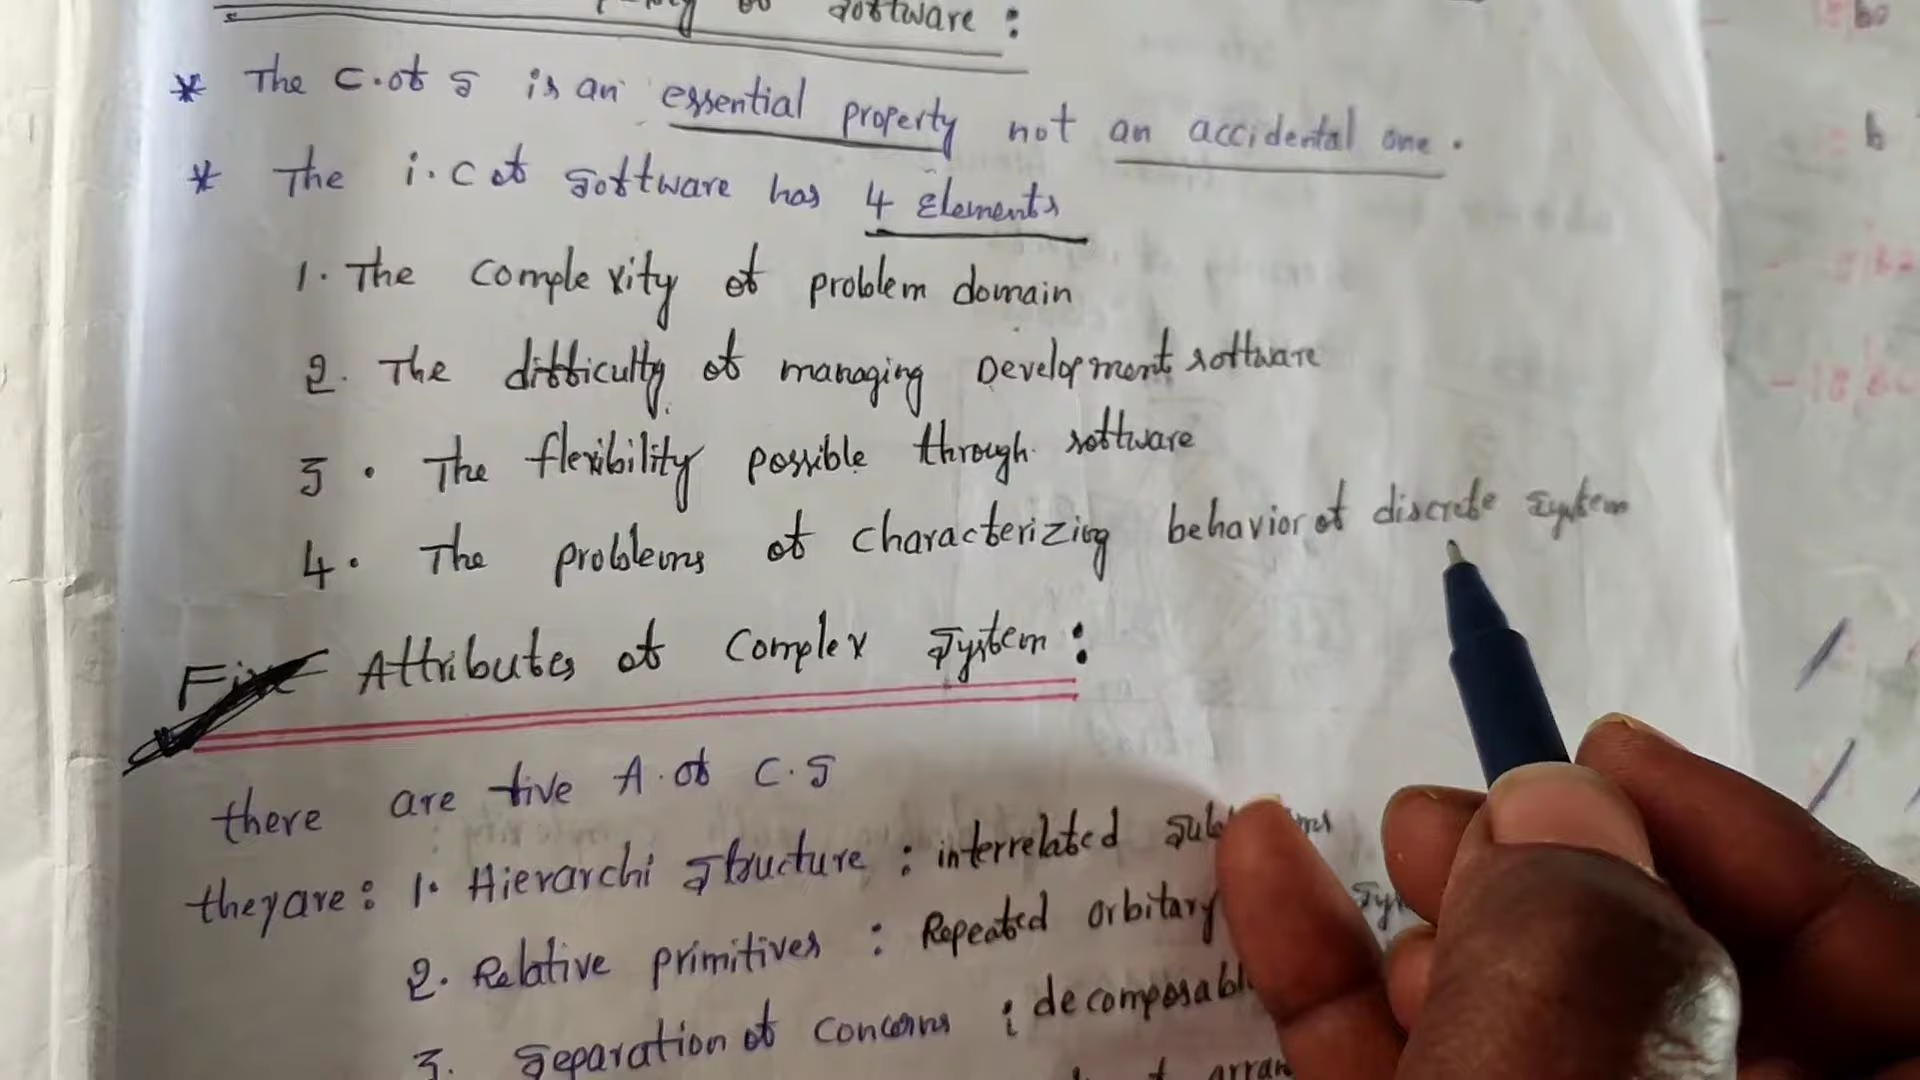 software :
* The C.of S is an essential property not an accidental one.
* The i.C of software has 4 Elements
1. The complexity of problem domain
2. The difficulty of managing Development software
3. The flexibility possible through software
4. The problems of characterizing behavior of discrete system
Five Attributes of Complex System :
there are five A.of C.S
they are : 1. Hierarchi Structure : interrelated
2. Relative primitives : Repeated orbitary
3. Separation of Concerns : decomposabl